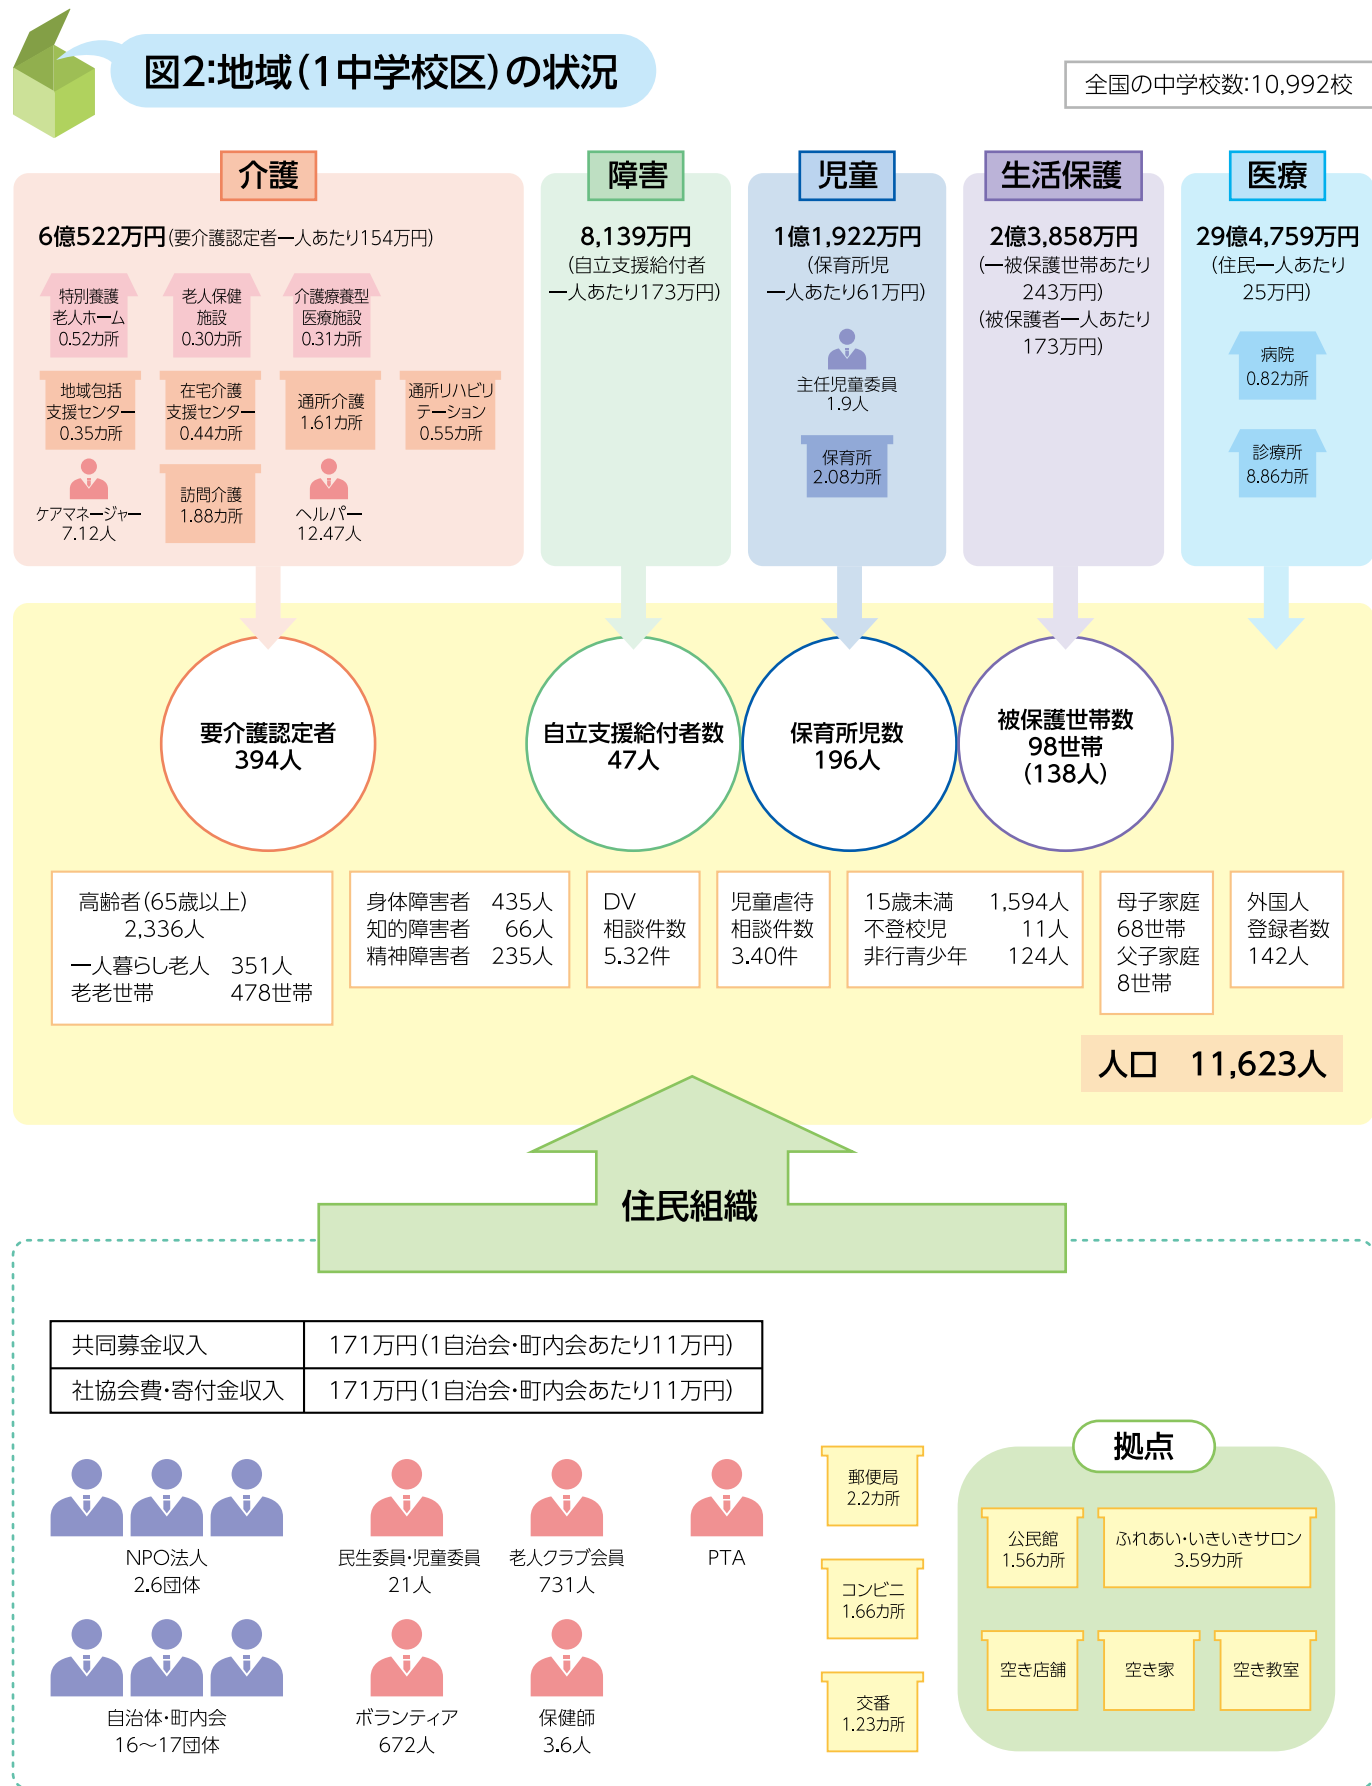 図2:地域(1中学校区)の状況
全国の中学校数:10,992校
介護
6億522万円(要介護認定者一人あたり154万円)
特別養護
老人ホーム
0.52カ所
老人保健
施設
0.30カ所
介護療養型
医療施設
0.31カ所
地域包括
支援センター
0.35カ所
在宅介護
支援センター
0.44カ所
通所介護
1.61カ所
通所リハビリ
テーション
0.55カ所
ケアマネージャー
7.12人
訪問介護
1.88カ所
ヘルパー
12.47人
障害
8,139万円
(自立支援給付者
一人あたり173万円)
児童
1億1,922万円
(保育所児
一人あたり61万円)
主任児童委員
1.9人
保育所
2.08カ所
生活保護
2億3,858万円
(一被保護世帯あたり
243万円)
(被保護者一人あたり
173万円)
医療
29億4,759万円
(住民一人あたり
25万円)
病院
0.82カ所
診療所
8.86カ所
要介護認定者
394人
自立支援給付者数
47人
保育所児数
196人
被保護世帯数
98世帯
(138人)
高齢者(65歳以上)
2,336人
一人暮らし老人 351人
老老世帯 478世帯
身体障害者 435人
知的障害者 66人
精神障害者 235人
DV
相談件数
5.32件
児童虐待
相談件数
3.40件
15歳未満 1,594人
不登校児 11人
非行青少年 124人
母子家庭
68世帯
父子家庭
8世帯
外国人
登録者数
142人
人口 11,623人
住民組織
共同募金収入 171万円(1自治会・町内会あたり11万円)
社協会費・寄付金収入 171万円(1自治会・町内会あたり11万円)
NPO法人
2.6団体
民生委員・児童委員
21人
老人クラブ会員
731人
PTA
自治体・町内会
16〜17団体
ボランティア
672人
保健師
3.6人
郵便局
2.2カ所
コンビニ
1.66カ所
交番
1.23カ所
拠点
公民館
1.56カ所
ふれあい・いきいきサロン
3.59カ所
空き店舗
空き家
空き教室